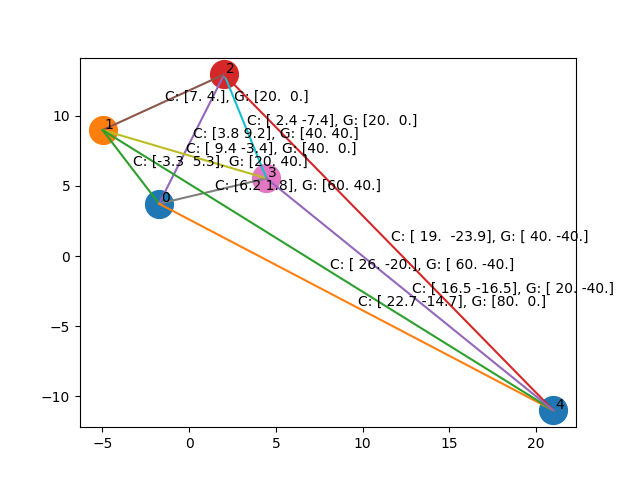 2
C: [7. 4.], G: [20.  0.]
C: [ 2.4 -7.4], G: [20.  0.]
10
1
C: [3.8 9.2], G: [40. 40.]
C: [ 9.4 -3.4], G: [40.  0.]
C: [-3.3  5.3], G: [20. 40.]
3
5
C: [6.2 1.8], G: [60. 40.]
0
C: [ 19.  -23.9], G: [ 40. -40.]
0
C: [ 26. -20.], G: [ 60. -40.]
C: [ 16.5 -16.5], G: [ 20. -40.]
C: [ 22.7 -14.7], G: [80.  0.]
−5
−10
4
−5 0 5 10 15 20